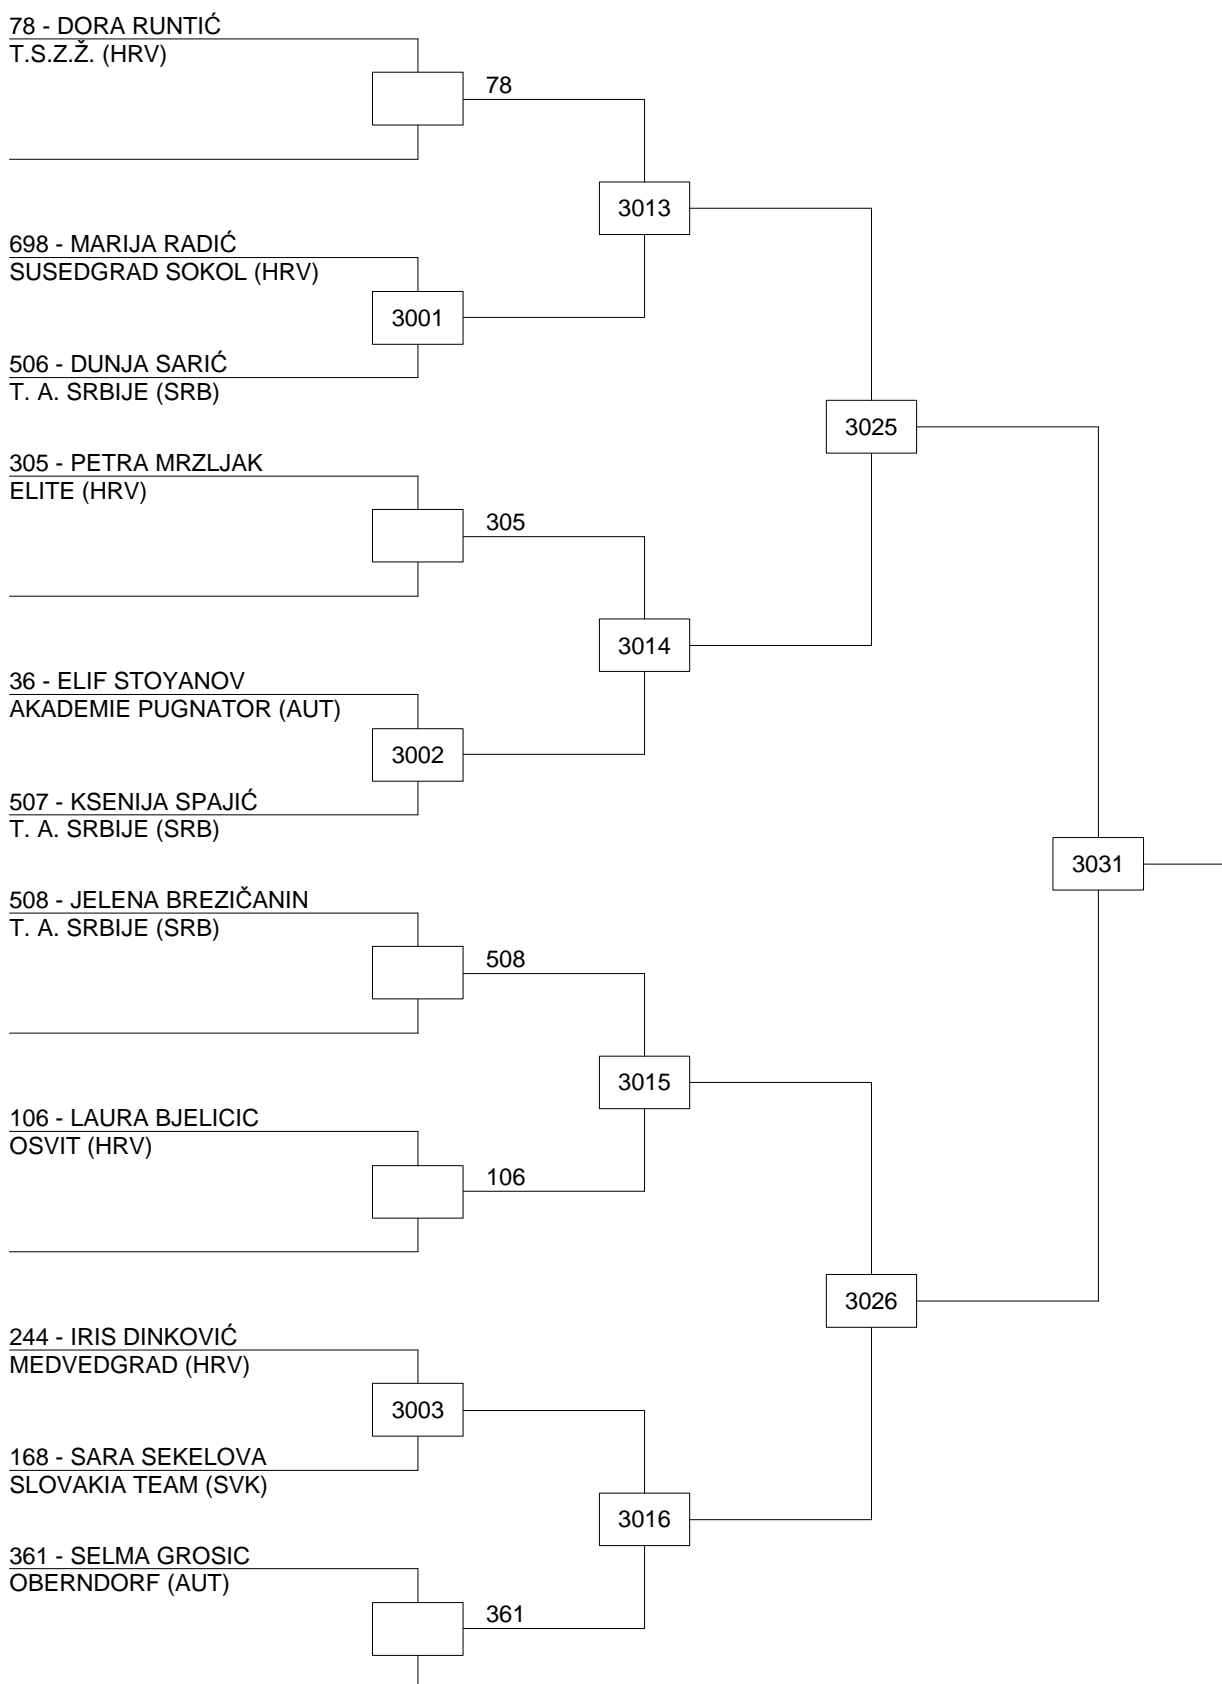 78 - DORA RUNTIĆ
T.S.Z.Ž. (HRV)
78
3013
698 - MARIJA RADIĆ
SUSEDGRAD SOKOL (HRV)
3001
506 - DUNJA SARIĆ
T. A. SRBIJE (SRB)
3025
305 - PETRA MRZLJAK
ELITE (HRV)
305
3014
36 - ELIF STOYANOV
AKADEMIE PUGNATOR (AUT)
3002
507 - KSENIJA SPAJIĆ
T. A. SRBIJE (SRB)
3031
508 - JELENA BREZIČANIN
T. A. SRBIJE (SRB)
508
3015
106 - LAURA BJELICIC
OSVIT (HRV)
106
3026
244 - IRIS DINKOVIĆ
MEDVEDGRAD (HRV)
3003
168 - SARA SEKELOVA
SLOVAKIA TEAM (SVK)
3016
361 - SELMA GROSIC
OBERNDORF (AUT)
361